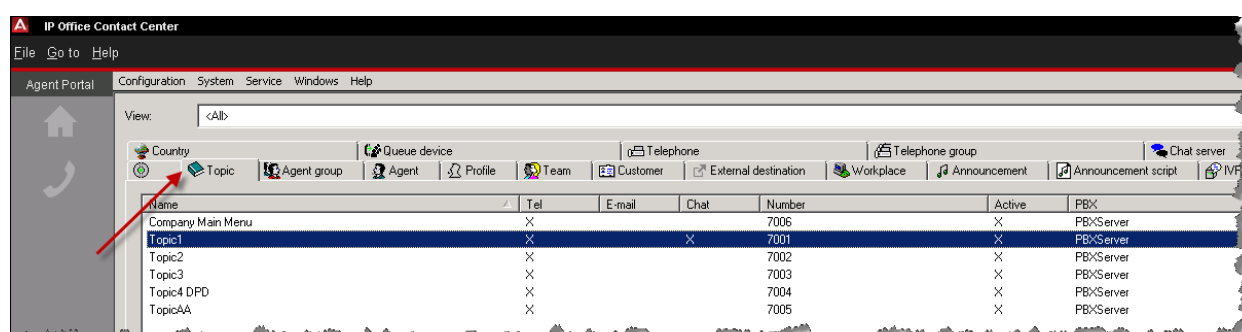 IP Office Contact Center
File Go to Help
Agent Portal Configuration System Service Windows Help
View: <All>
Country Queue device Telephone Telephone group Chat server
Topic Agent group Agent Profile Team Customer External destination Workplace Announcement Announcement script IVR
Name Tel E-mail Chat Number Active PBX
Company Main Menu X 7006 X PBXServer
Topic1 X X 7001 X PBXServer
Topic2 X 7002 X PBXServer
Topic3 X 7003 X PBXServer
Topic4 DPD X 7004 X PBXServer
TopicAA X 7005 X PBXServer